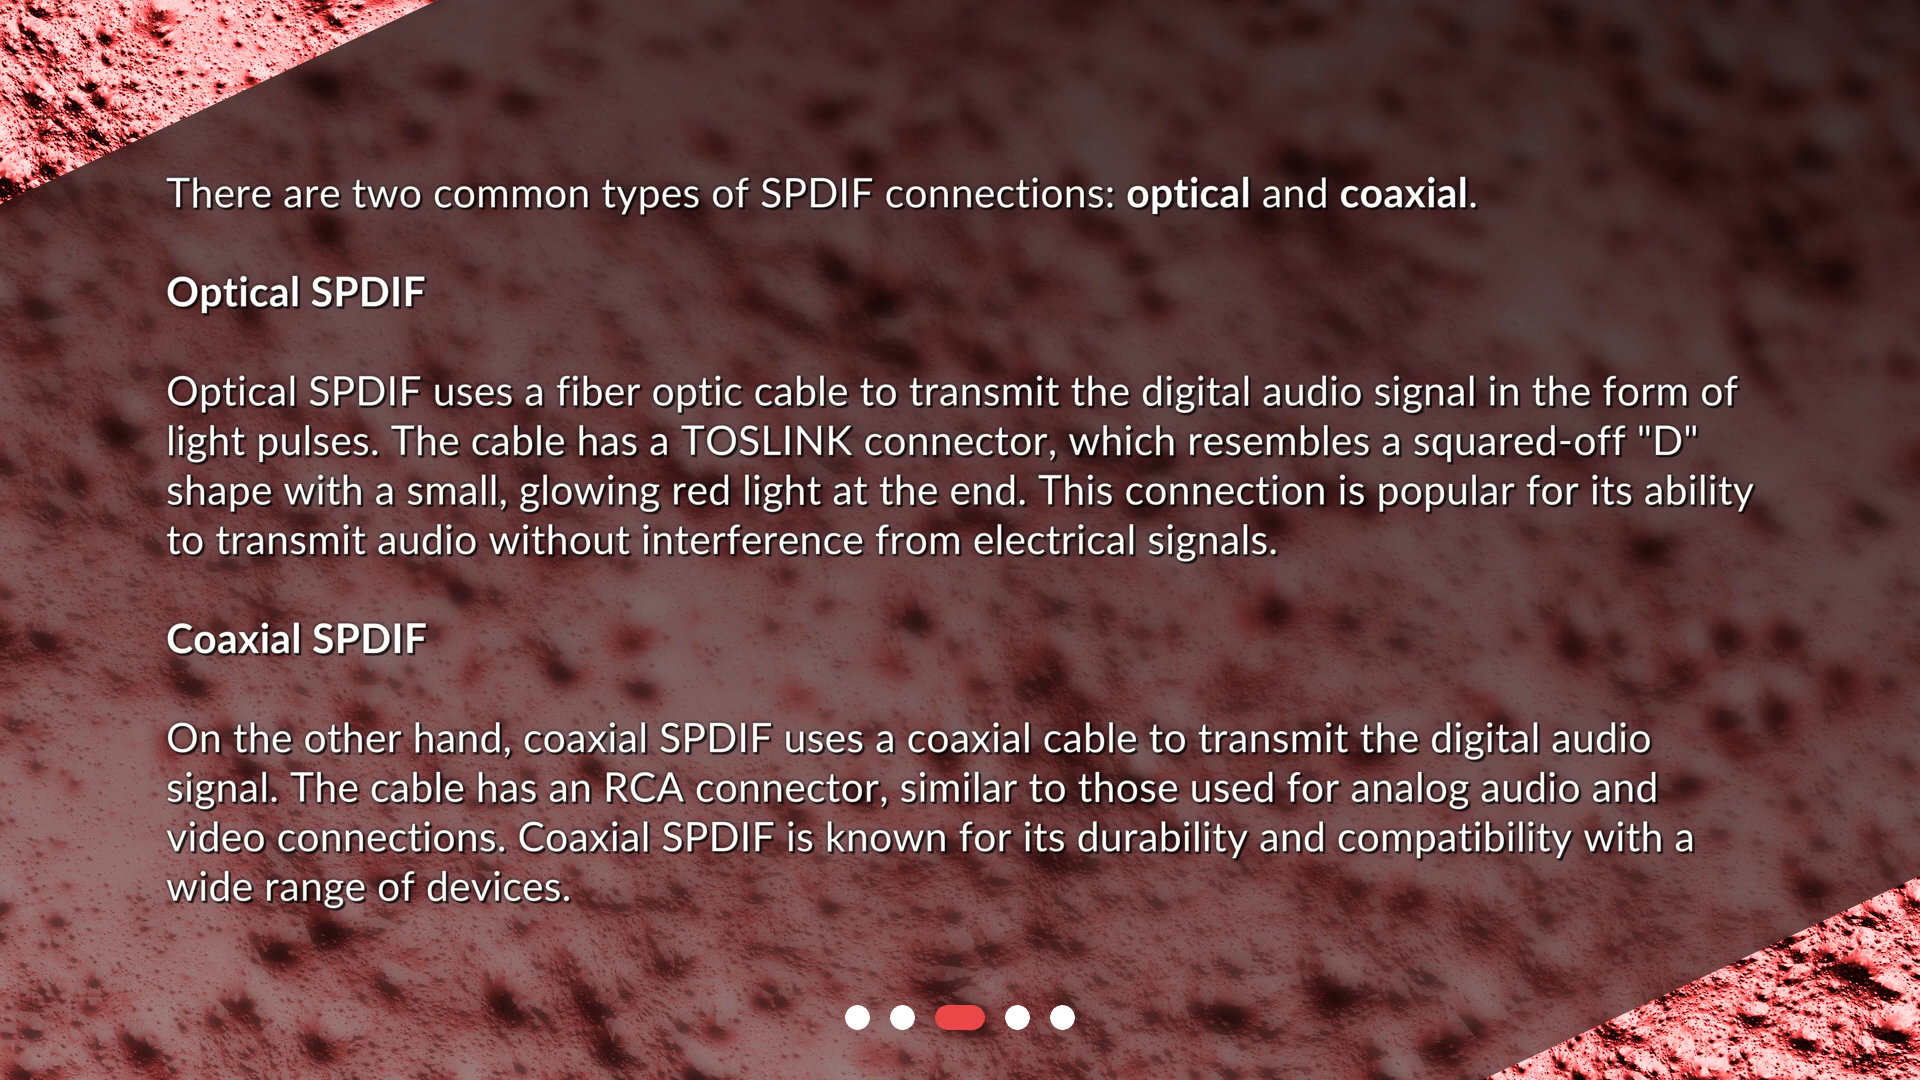 There are two common types of SPDIF connections: optical and coaxial.
Optical SPDIF
Optical SPDIF uses a fiber optic cable to transmit the digital audio signal in the form of
light pulses. The cable has a TOSLINK connector, which resembles a squared-off "D"
shape with a small, glowing red light at the end. This connection is popular for its ability
to transmit audio without interference from electrical signals.
Coaxial SPDIF
On the other hand, coaxial SPDIF uses a coaxial cable to transmit the digital audio
signal. The cable has an RCA connector, similar to those used for analog audio and
video connections. Coaxial SPDIF is known for its durability and compatibility with a
wide range of devices.